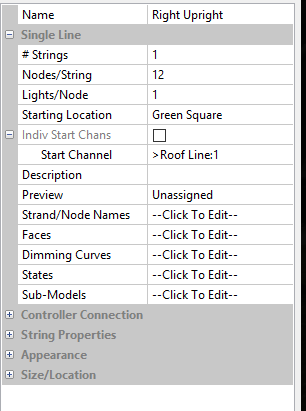 Name Right Upright
Single Line
# Strings 1
Nodes/String 12
Lights/Node 1
Starting Location Green Square
Indiv Start Chans
Start Channel >Roof Line:1
Description
Preview Unassigned
Strand/Node Names --Click To Edit--
Faces --Click To Edit--
Dimming Curves --Click To Edit--
States --Click To Edit--
Sub-Models --Click To Edit--
Controller Connection
String Properties
Appearance
Size/Location